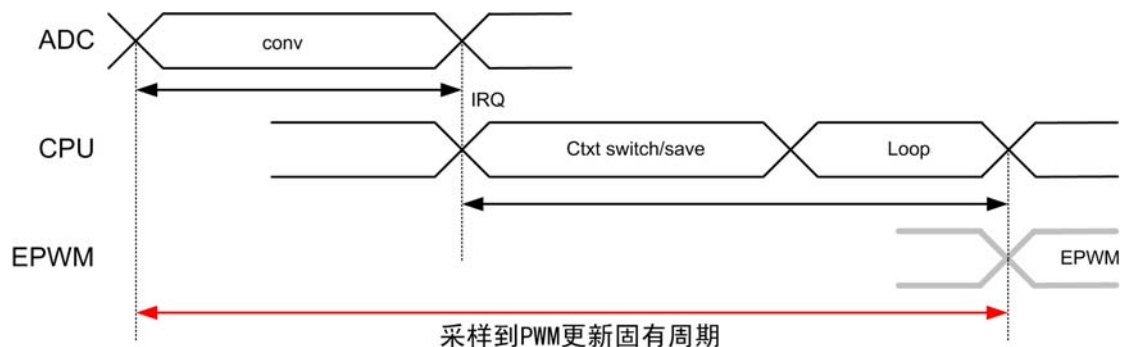 ADC
conv
IRQ
CPU
Ctxt switch/save
Loop
EPWM
EPWM
采样到PWM更新固有周期